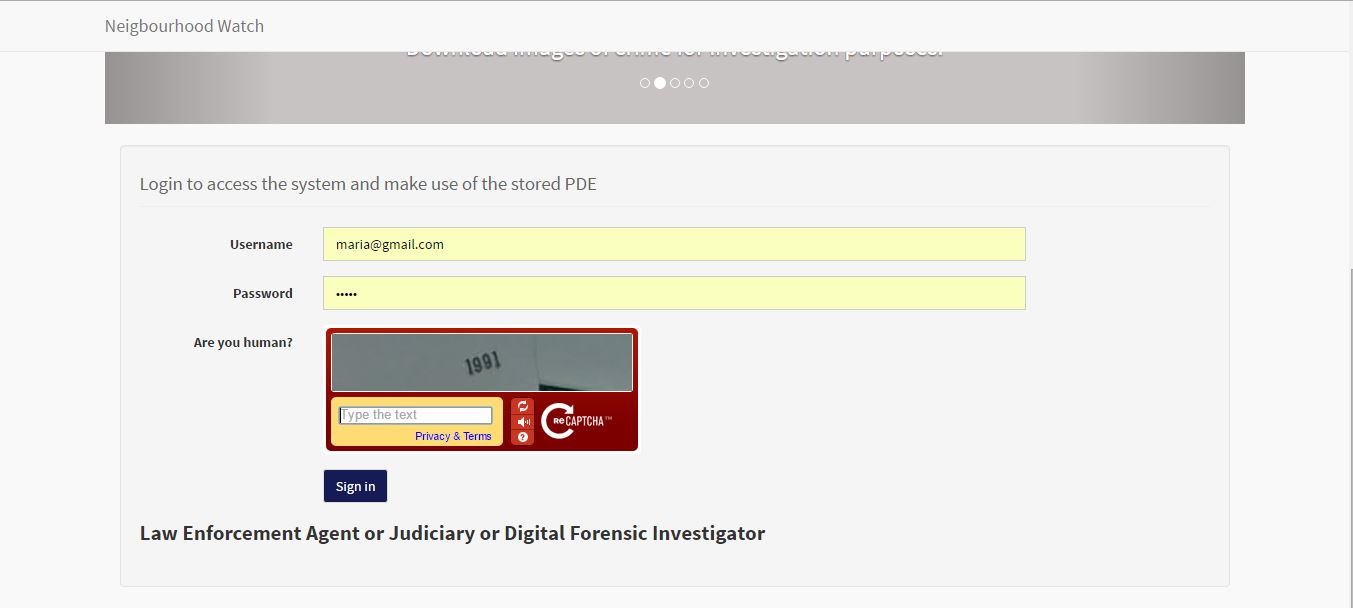 Neigbourhood Watch
Download images of crime for investigation purposes.
Login to access the system and make use of the stored PDE
Username maria@gmail.com
Password •••••
Are you human?
1991
Type the text
Privacy & Terms
reCAPTCHA™
Sign in
Law Enforcement Agent or Judiciary or Digital Forensic Investigator